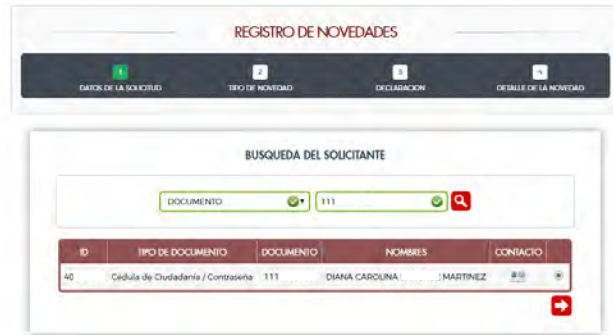 REGISTRO DE NOVEDADES
1 2 3 4
DATOS DE LA SOLICITUD TIPO DE NOVEDAD DECLARACION DETALLE DE LA NOVEDAD
BUSQUEDA DEL SOLICITANTE
DOCUMENTO 111
ID TIPO DE DOCUMENTO DOCUMENTO NOMBRES CONTACTO
40 Cédula de Ciudadanía / Contraseña 111 DIANA CAROLINA MARTINEZ